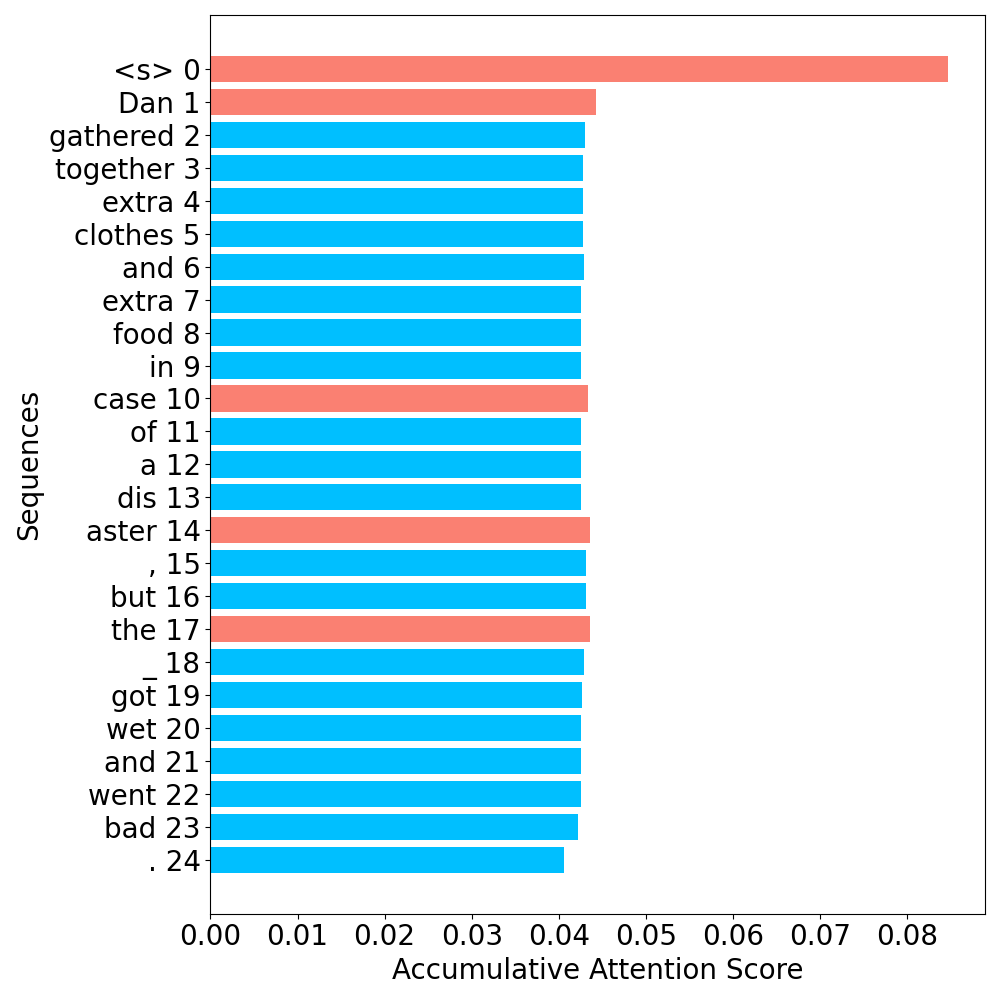 <s> 0
Dan 1
gathered 2
together 3
extra 4
clothes 5
and 6
extra 7
food 8
in 9
case 10
of 11
a 12
dis 13
aster 14
, 15
but 16
the 17
_ 18
got 19
wet 20
and 21
went 22
bad 23
. 24
Sequences
0.00 0.01 0.02 0.03 0.04 0.05 0.06 0.07 0.08
Accumulative Attention Score